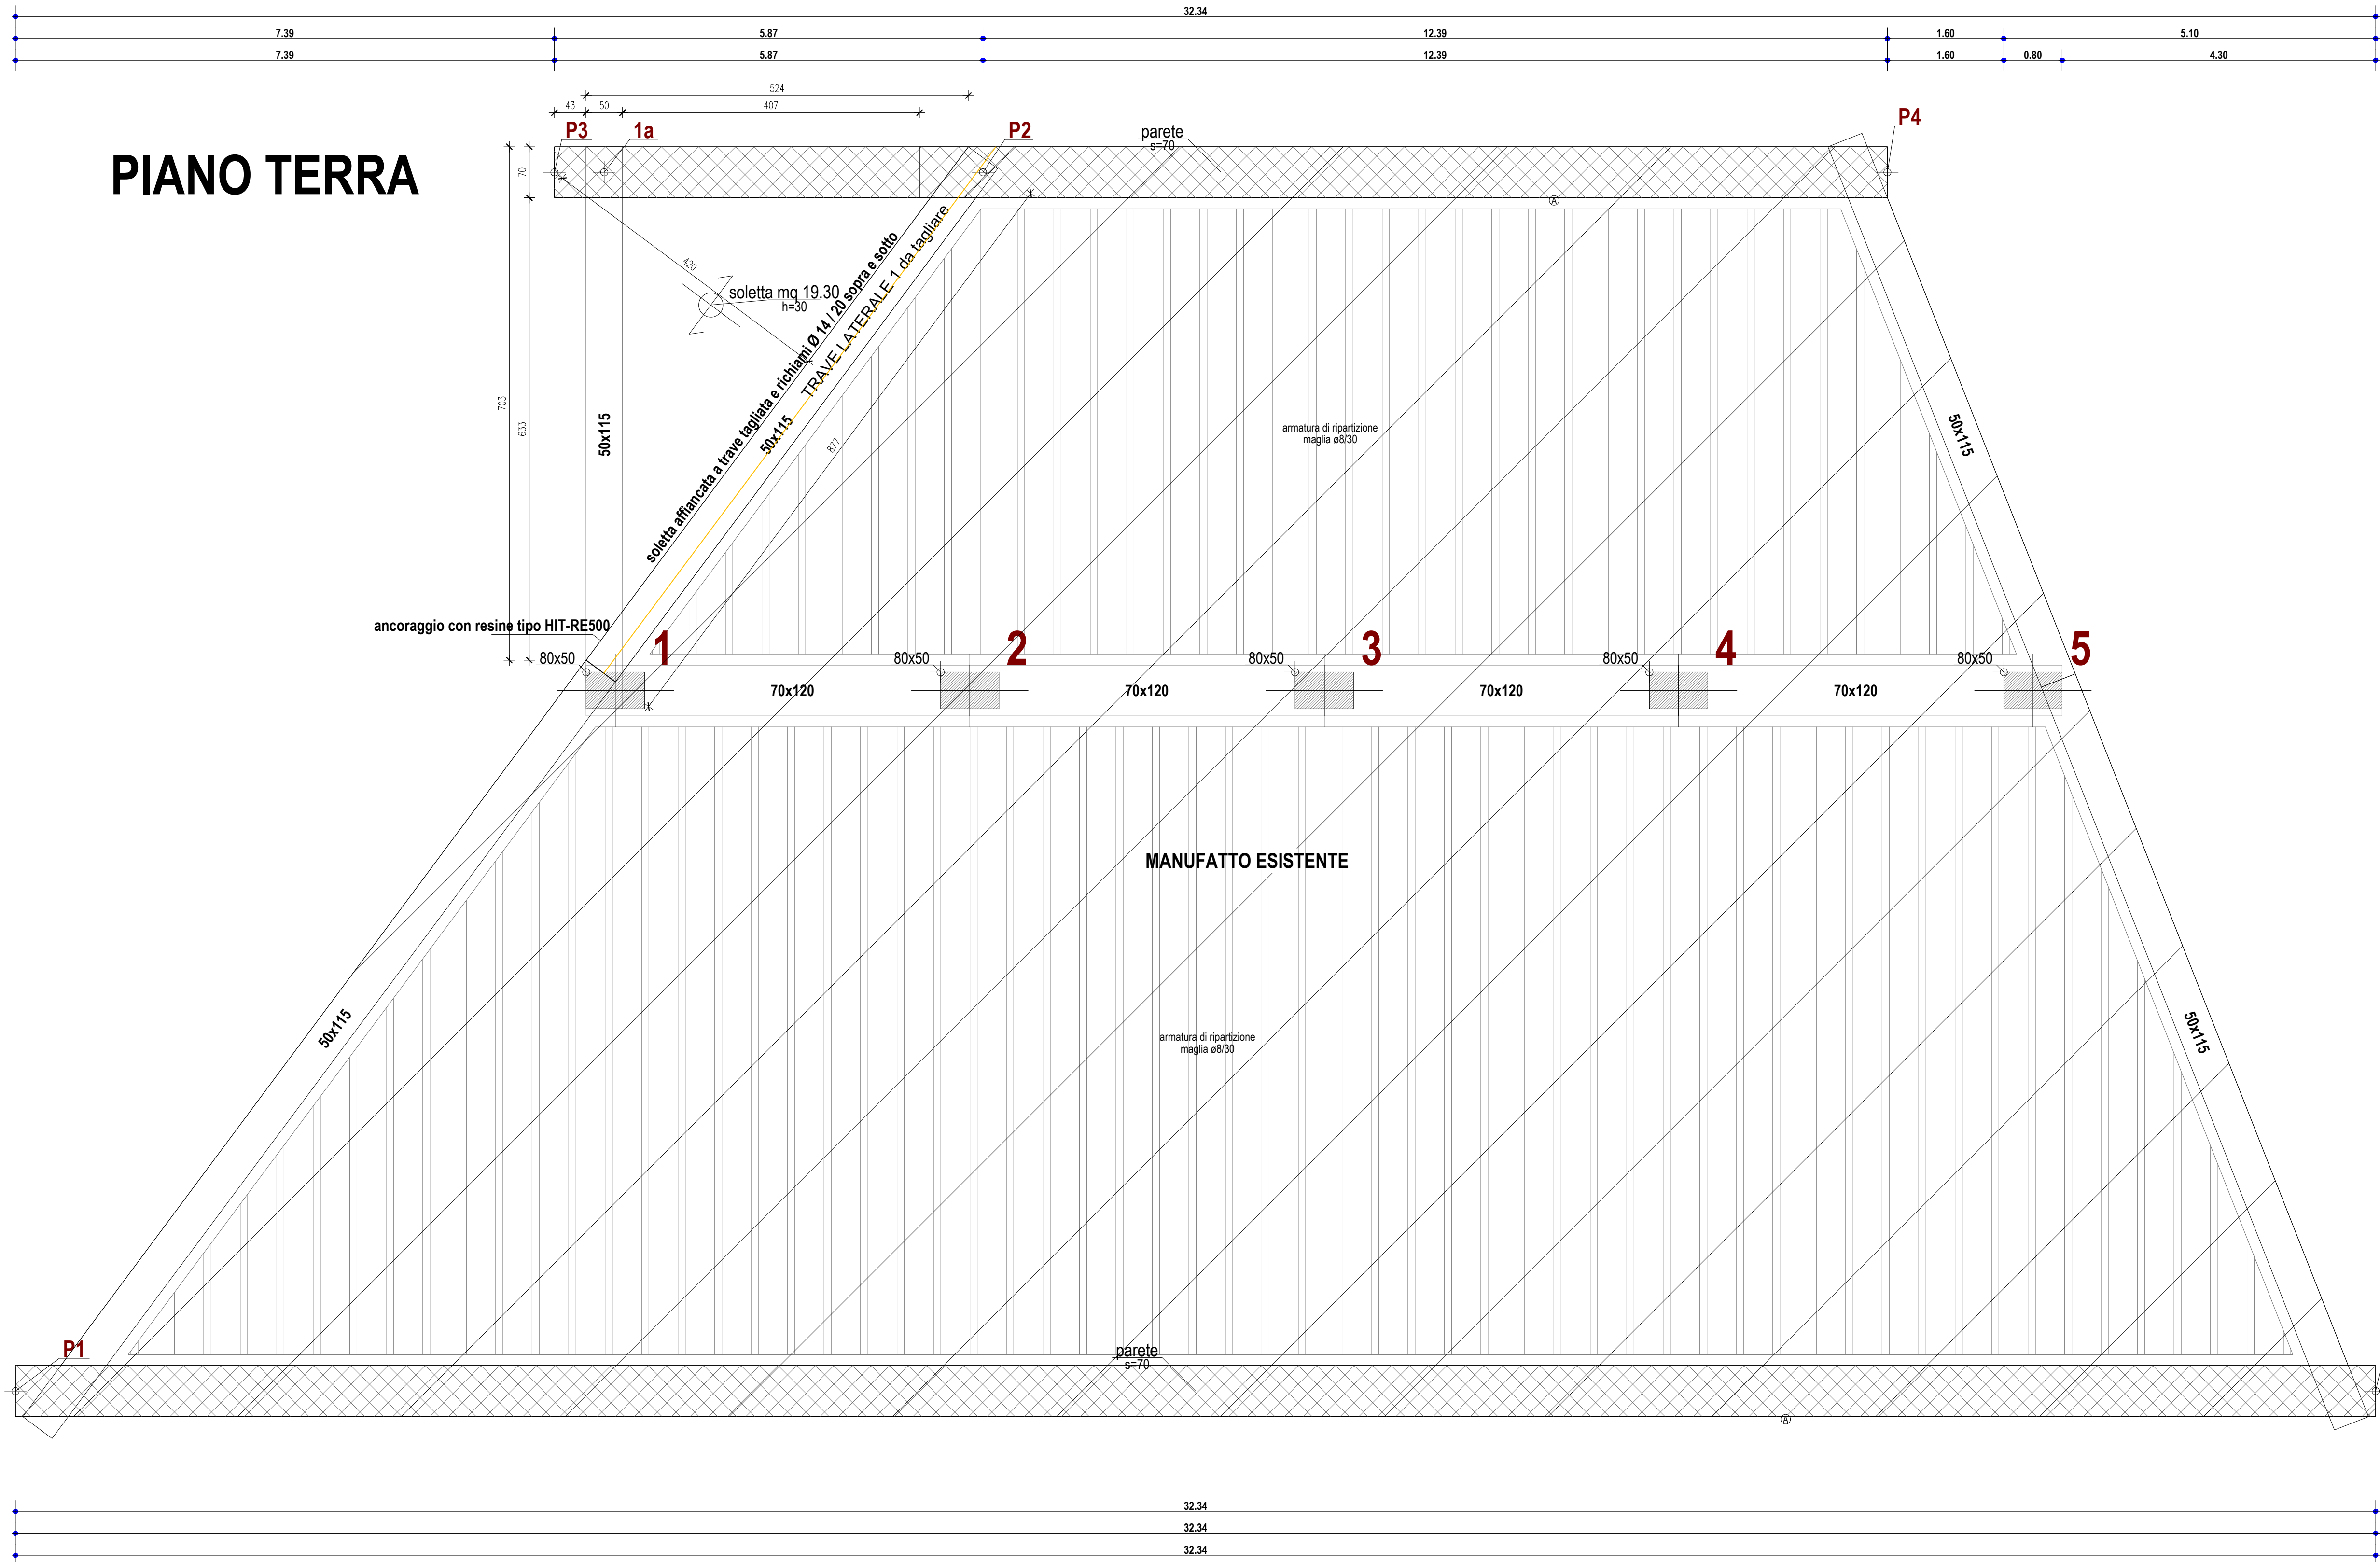 32.34
7.39
5.87
12.39
1.60
5.10
7.39
5.87
12.39
1.60
0.80
4.30
524
43
50
407
P3
1a
P2
parete
s=70
P4
PIANO TERRA
70
A
420
soletta mq 19.30
h=30
soletta affiancata a trave tagliata e richiami Ø 14 / 20 sopra e sotto
TRAVE LATERALE 1 da tagliare
703
633
50x115
50x115
877
armatura di ripartizione
maglia ø8/30
50x115
ancoraggio con resine tipo HIT-RE500
1
2
3
4
5
80x50
80x50
80x50
80x50
80x50
70x120
70x120
70x120
70x120
MANUFATTO ESISTENTE
50x115
armatura di ripartizione
maglia ø8/30
50x115
P1
parete
s=70
A
32.34
32.34
32.34